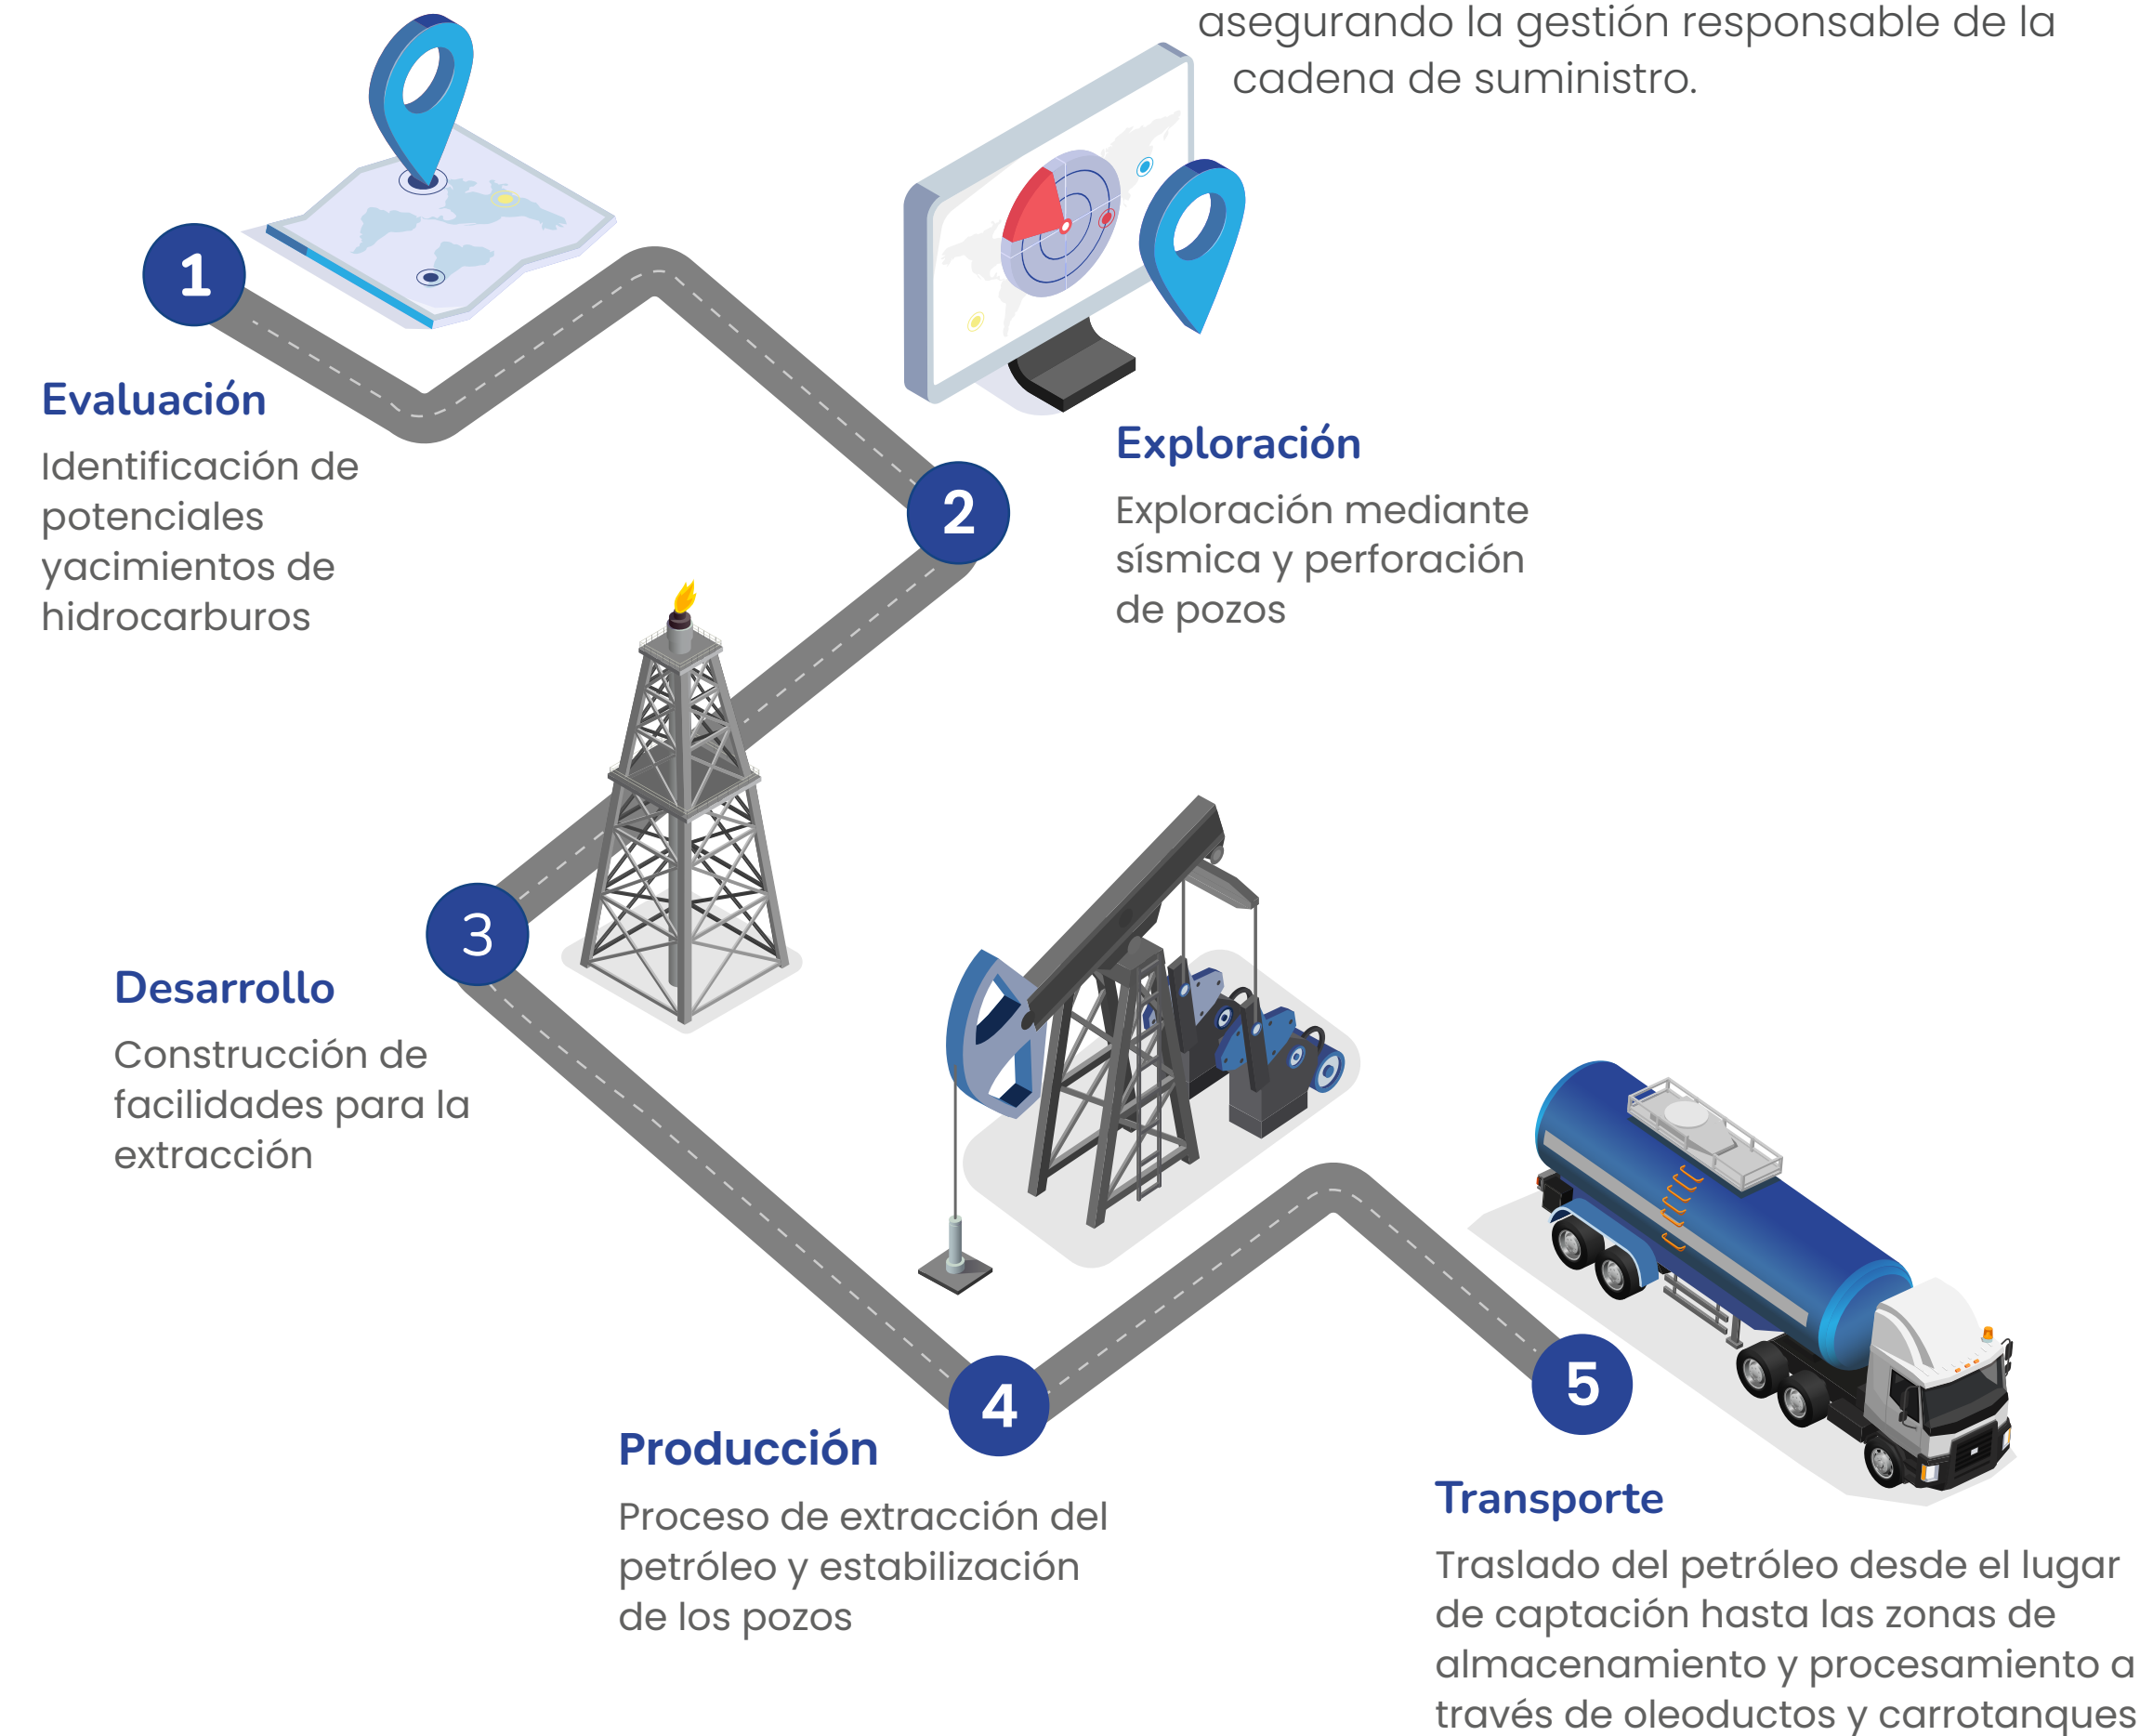 asegurando la gestión responsable de la
cadena de suministro.
1
Evaluación
Identificación de
potenciales
yacimientos de
hidrocarburos
2
Exploración
Exploración mediante
sísmica y perforación
de pozos
3
Desarrollo
Construcción de
facilidades para la
extracción
4
Producción
Proceso de extracción del
petróleo y estabilización
de los pozos
5
Transporte
Traslado del petróleo desde el lugar
de captación hasta las zonas de
almacenamiento y procesamiento a
través de oleoductos y carrotanques